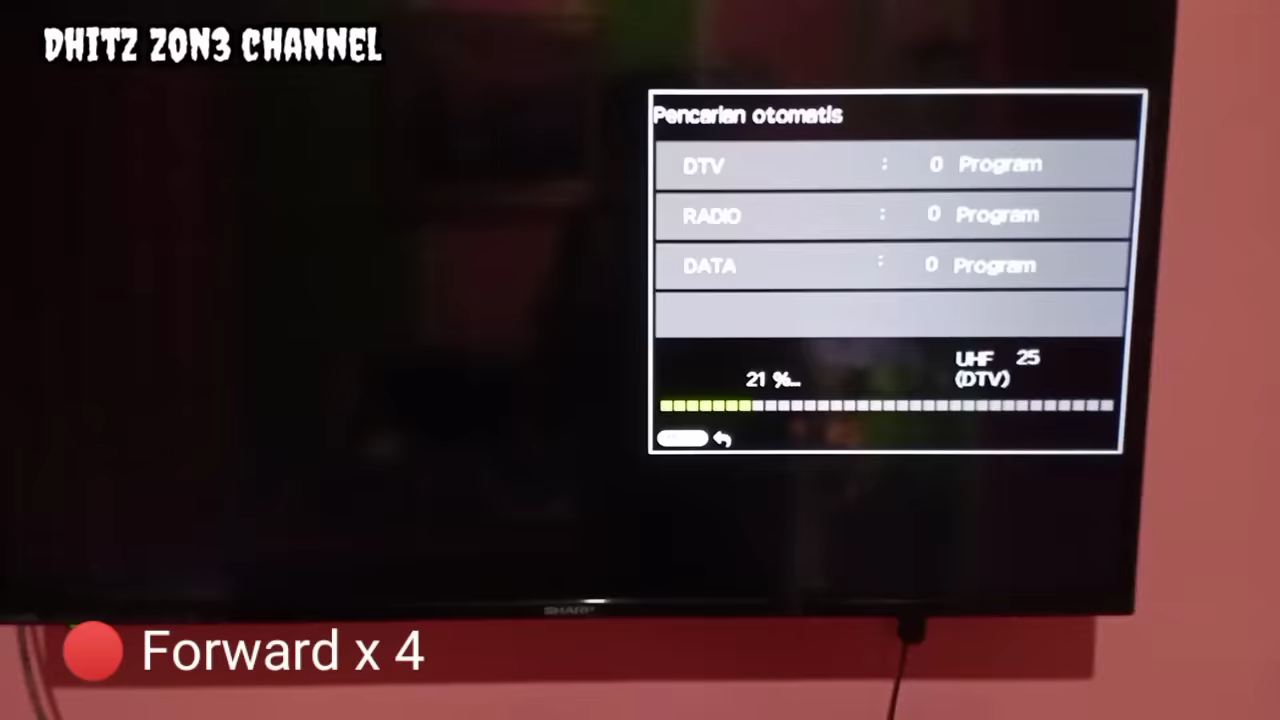 DHITZ ZON3 CHANNEL
Pencarian otomatis
DTV : 0 Program
RADIO : 0 Program
DATA : 0 Program
UHF 25
21 %... (DTV)
SHARP
Forward x 4